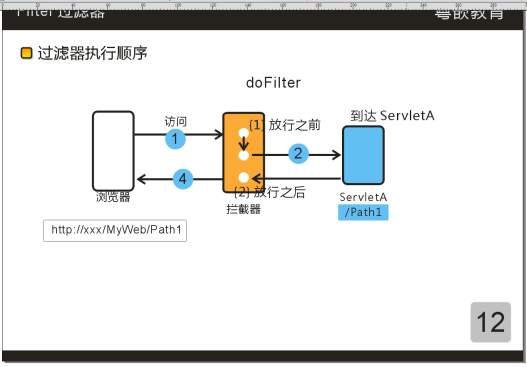 Filter 过滤器
粤嵌教育
过滤器执行顺序
doFilter
访问
1
{1} 放行之前
到达 ServletA
2
4
{2} 放行之后
浏览器
拦截器
ServletA
/Path1
http://xxx/MyWeb/Path1
12